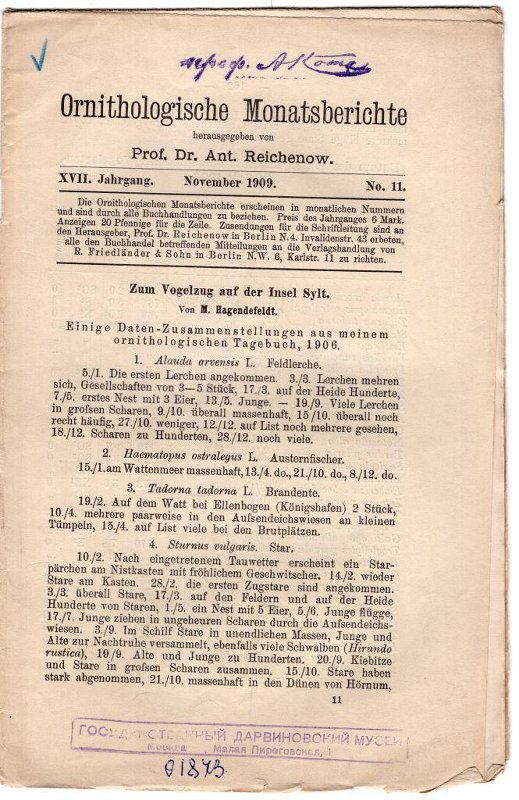 проф. А Котс
Ornithologische Monatsberichte
herausgegeben von
Prof. Dr. Ant. Reichenow.
XVII. Jahrgang. November 1909. No. 11.
Die Ornithologischen Monatsberichte erscheinen in monatlichen Nummern
und sind durch alle Buchhandlungen zu beziehen. Preis des Jahrganges 6 Mark.
Anzeigen 20 Pfennige für die Zeile. Zusendungen für die Schriftleitung sind an
den Herausgeber, Prof. Dr. Reichenow in Berlin N.4. Invalidenstr. 43 erbeten,
alle den Buchhandel betreffenden Mitteilungen an die Verlagshandlung von
R. Friedländer & Sohn in Berlin N.W. 6, Karlstr. 11 zu richten.
Zum Vogelzug auf der Insel Sylt.
Von M. Hagendefeldt.
Einige Daten-Zusammenstellungen aus meinem
ornithologischen Tagebuch, 1906.
1. Alauda arvensis L. Feldlerche.
5./1. Die ersten Lerchen angekommen. 3./3. Lerchen mehren
sich, Gesellschaften von 3—5 Stück, 17./3. auf der Heide Hunderte,
7./5. erstes Nest mit 3 Eier, 13./5. Junge. — 19./9. Viele Lerchen
in großen Scharen, 9./10. überall massenhaft, 15./10. überall noch
recht häufig, 27./10. weniger, 12./12. auf List noch mehrere gesehen,
18./12. Scharen zu Hunderten, 28./12. noch viele.
2. Haematopus ostralegus L. Austernfischer.
15./1. am Wattenmeer massenhaft, 13./4. do., 21./10. do., 8./12. do.
3. Tadorna tadorna L. Brandente.
19./2. Auf dem Watt bei Ellenbogen (Königshafen) 2 Stück,
10./4. mehrere paarweise in den Außendeichswiesen an kleinen
Tümpeln, 15./4. auf List viele bei den Brutplätzen.
4. Sturnus vulgaris. Star.
10./2. Nach eingetretenem Tauwetter erscheint ein Star-
pärchen am Nistkasten mit fröhlichem Geschwitscher. 14./2. wieder
Stare am Kasten. 28./2. die ersten Zugstare sind angekommen.
3./3. überall Stare, 17./3. auf den Feldern und auf der Heide
Hunderte von Staren, 1./5. ein Nest mit 5 Eier, 5./6. Junge flügge,
17./7. Junge ziehen in ungeheuren Scharen durch die Außendeichs-
wiesen. 3./9. Im Schilf Stare in unendlichen Massen, Junge und
Alte zur Nachtruhe versammelt, ebenfalls viele Schwalben (Hirundo
rustica), 19./9. Alte und Junge zu Hunderten. 20./9. Kiebitze
und Stare in großen Scharen zusammen. 15./10. Stare haben
stark abgenommen, 21./10. massenhaft in den Dünen von Hörnum,
11
ГОСУДАРСТВЕННЫЙ ДАРВИНОВСКИЙ МУЗЕЙ
Москва Малая Пироговская, 1
01873.